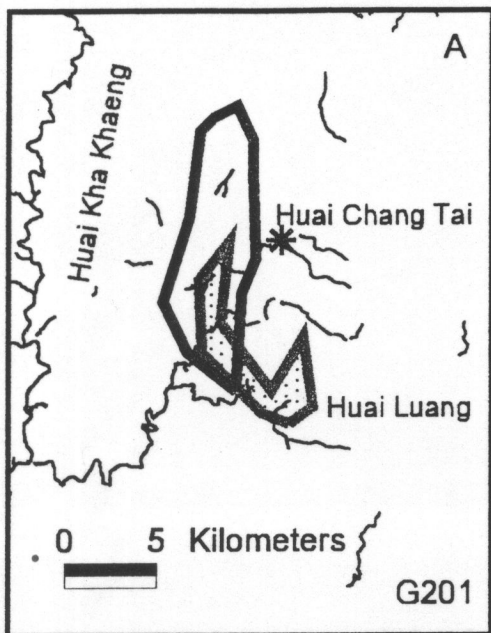 A
Huai Kha Khaeng
Huai Chang Tai
Huai Luang
0 5 Kilometers
G201